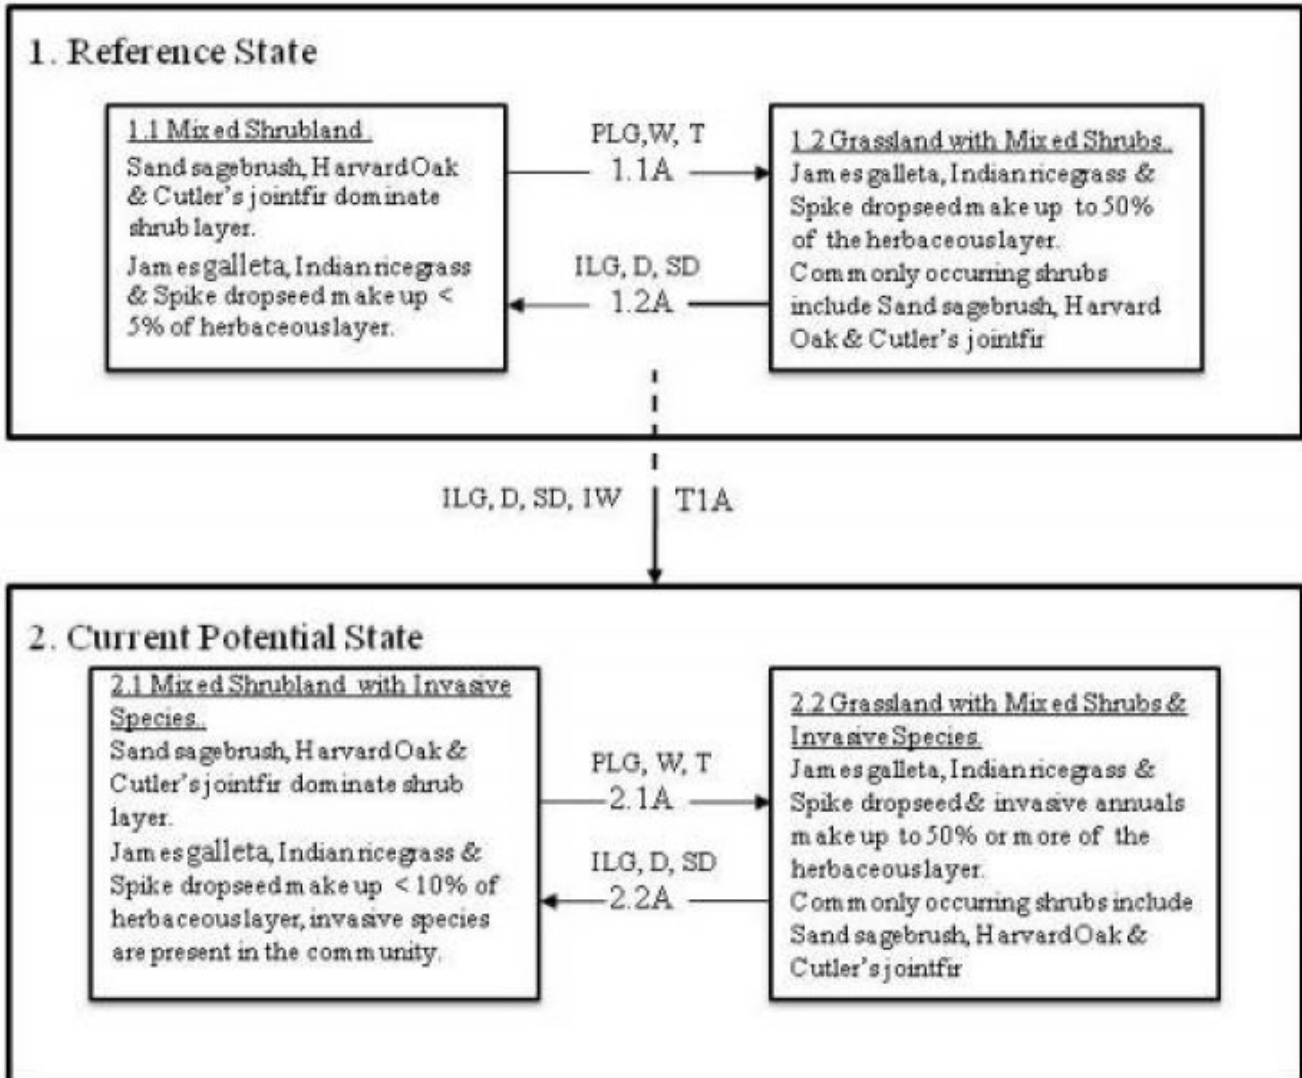 1. Reference State
1.1 Mixed Shrubland.
Sand sagebrush, Harvard Oak
& Cutler's jointfir dominate
shrub layer.
James galleta, Indian ricegrass
& Spike dropseed make up <
5% of herbaceous layer.
PLG,W, T
1.1A
ILG, D, SD
1.2A
1.2 Grassland with Mixed Shrubs..
James galleta, Indian ricegrass &
Spike dropseed make up to 50%
of the herbaceous layer.
Commonly occurring shrubs
include Sand sagebrush, Harvard
Oak & Cutler's jointfir
ILG, D, SD, IW
T1A
2. Current Potential State
2.1 Mixed Shrubland with Invasive
Species..
Sand sagebrush, Harvard Oak &
Cutler's jointfir dominate shrub
layer.
James galleta, Indian ricegrass &
Spike dropseed make up <10% of
herbaceous layer, invasive species
are present in the community.
PLG, W, T
2.1A
ILG, D, SD
2.2A
2.2 Grassland with Mixed Shrubs &
Invasive Species.
James galleta, Indian ricegrass &
Spike dropseed & invasive annuals
make up to 50% or more of the
herbaceous layer.
Commonly occurring shrubs include
Sand sagebrush, Harvard Oak &
Cutler's jointfir